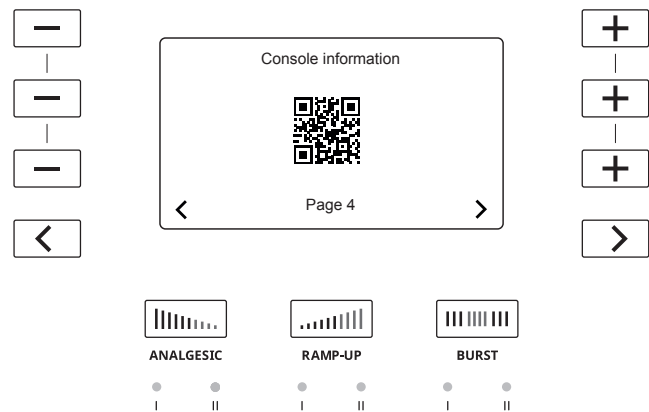 Console information
Page 4
ANALGESIC RAMP-UP BURST
I II I II I II